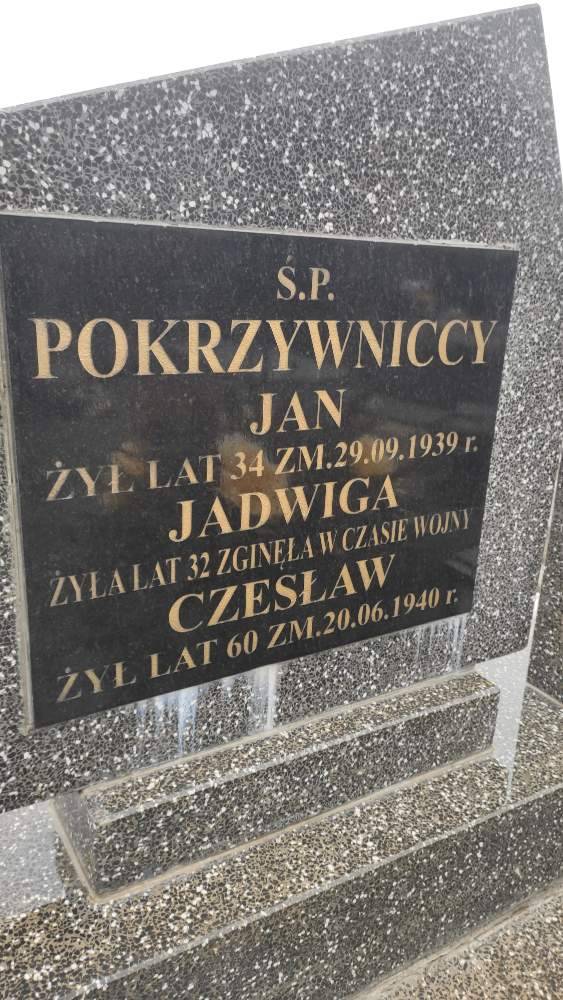 Ś.P.
POKRZYWNICCY
JAN
ŻYŁ LAT 34 ZM.29.09.1939 r.
JADWIGA
ŻYŁA LAT 32 ZGINĘŁA W CZASIE WOJNY
CZESŁAW
ŻYŁ LAT 60 ZM.20.06.1940 r.